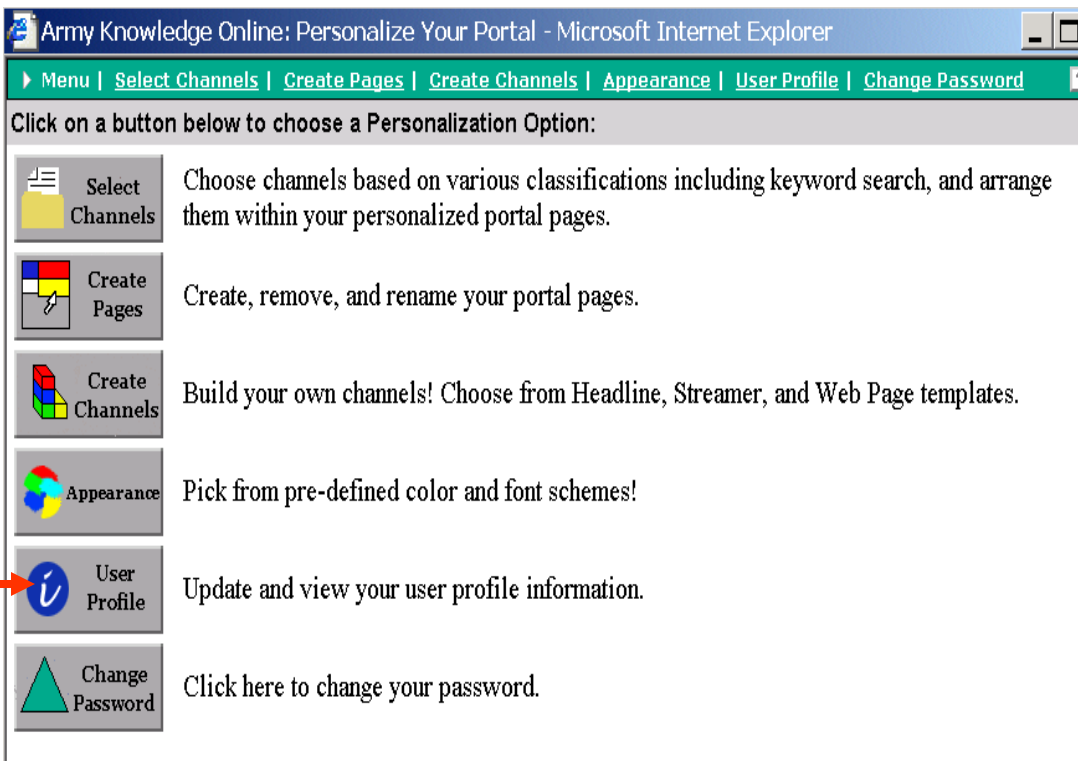 Army Knowledge Online: Personalize Your Portal - Microsoft Internet Explorer
Menu | Select Channels | Create Pages | Create Channels | Appearance | User Profile | Change Password
Click on a button below to choose a Personalization Option:
Select
Channels
Choose channels based on various classifications including keyword search, and arrange
them within your personalized portal pages.
Create
Pages
Create, remove, and rename your portal pages.
Create
Channels
Build your own channels! Choose from Headline, Streamer, and Web Page templates.
Appearance
Pick from pre-defined color and font schemes!
i
User
Profile
Update and view your user profile information.
Change
Password
Click here to change your password.